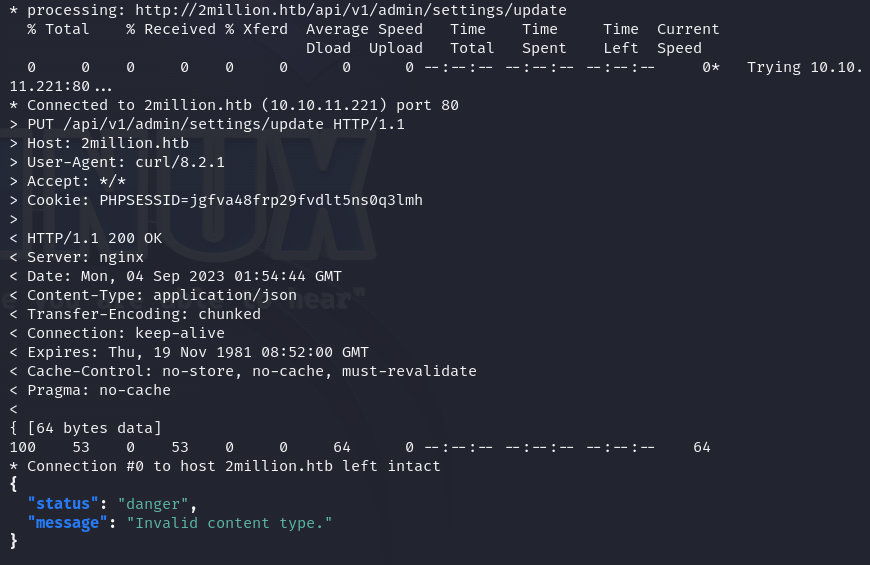 * processing: http://2million.htb/api/v1/admin/settings/update
  % Total    % Received % Xferd  Average Speed   Time    Time     Time  Current
                                 Dload  Upload   Total   Spent    Left  Speed
  0     0    0     0    0     0      0      0 --:--:-- --:--:-- --:--:--     0*   Trying 10.10.
11.221:80...
* Connected to 2million.htb (10.10.11.221) port 80
> PUT /api/v1/admin/settings/update HTTP/1.1
> Host: 2million.htb
> User-Agent: curl/8.2.1
> Accept: */*
> Cookie: PHPSESSID=jgfva48frp29fvdlt5ns0q3lmh
>
< HTTP/1.1 200 OK
< Server: nginx
< Date: Mon, 04 Sep 2023 01:54:44 GMT
< Content-Type: application/json
< Transfer-Encoding: chunked
< Connection: keep-alive
< Expires: Thu, 19 Nov 1981 08:52:00 GMT
< Cache-Control: no-store, no-cache, must-revalidate
< Pragma: no-cache
<
{ [64 bytes data]
100    53    0    53    0     0     64      0 --:--:-- --:--:-- --:--:--    64
* Connection #0 to host 2million.htb left intact
{
  "status": "danger",
  "message": "Invalid content type."
}